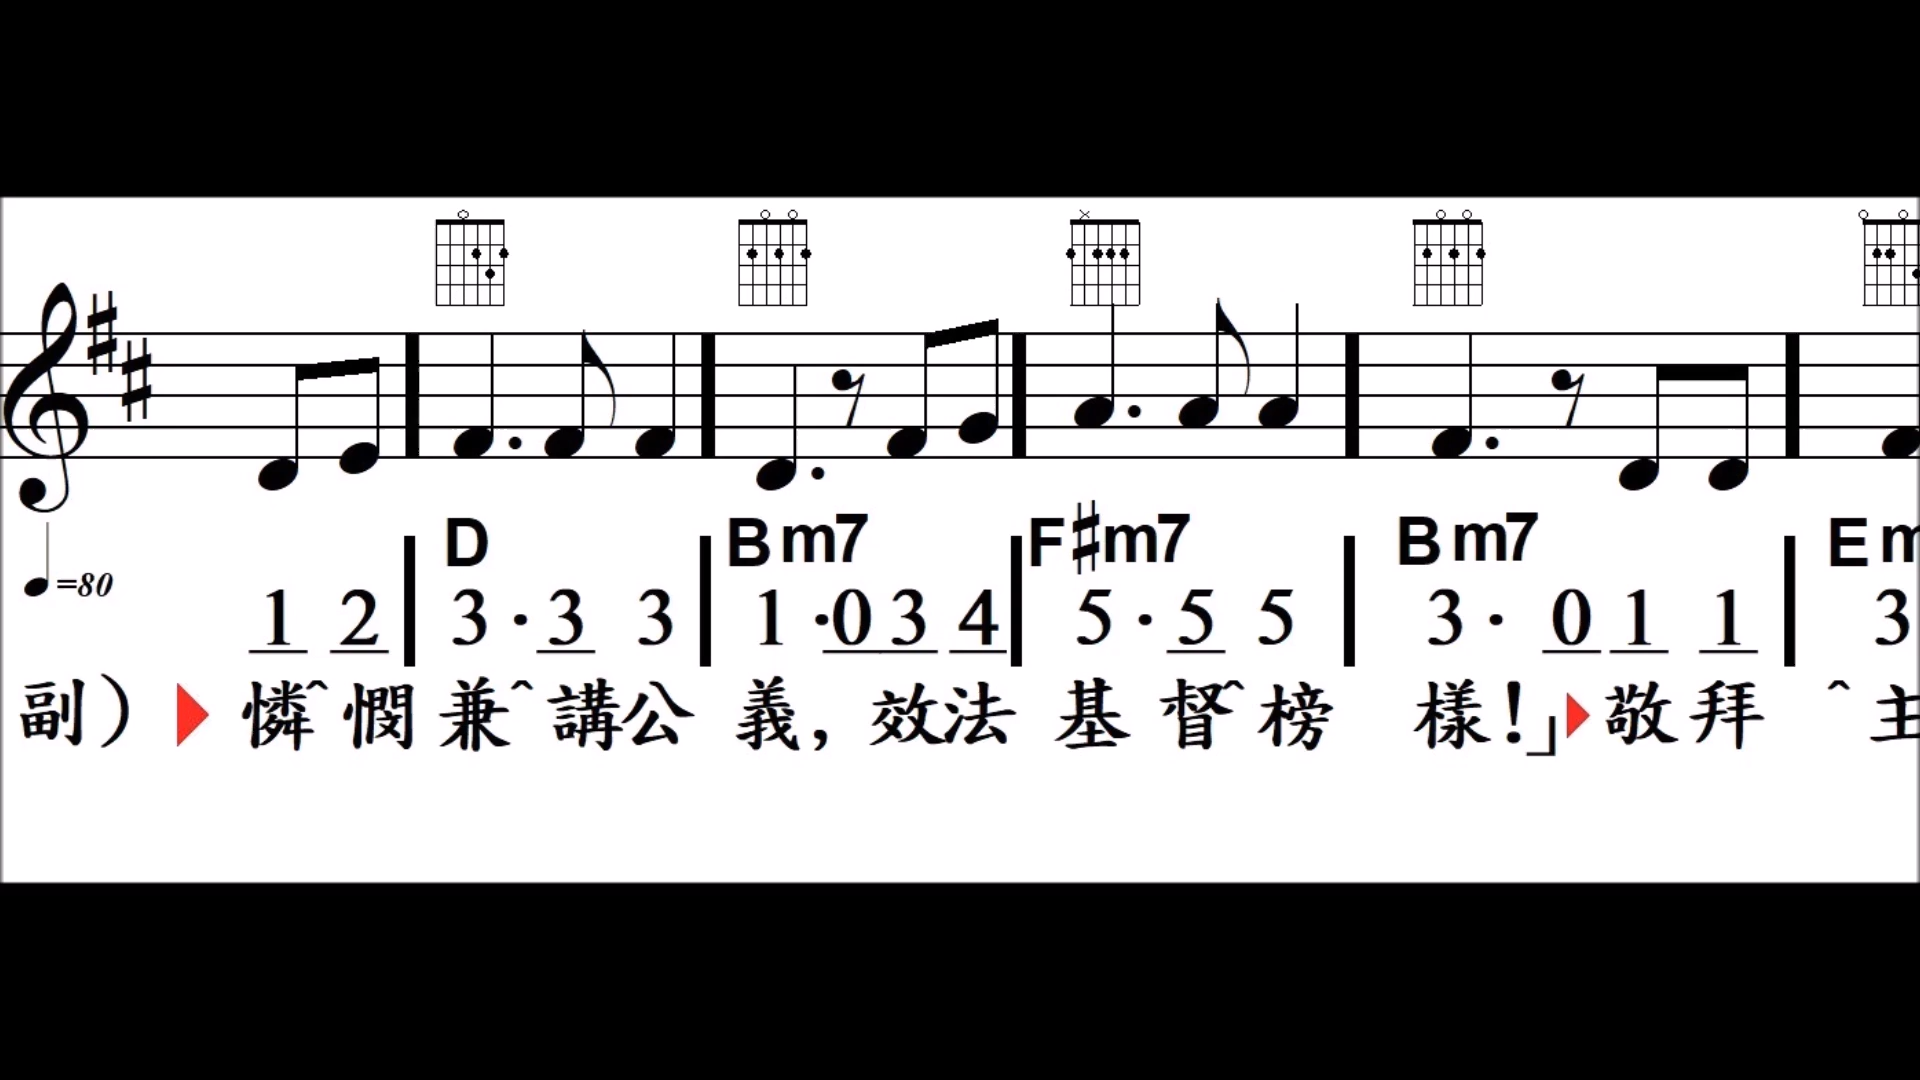 D Bm7 F♯m7 Bm7 Em
=80
1 2 | 3 · 3 3 | 1 · 0 3 4 | 5 · 5 5 | 3 · 0 1 1 | 3
副） 憐^憫 兼^講公 義，效法 基 督^榜 樣！」敬拜 ^主